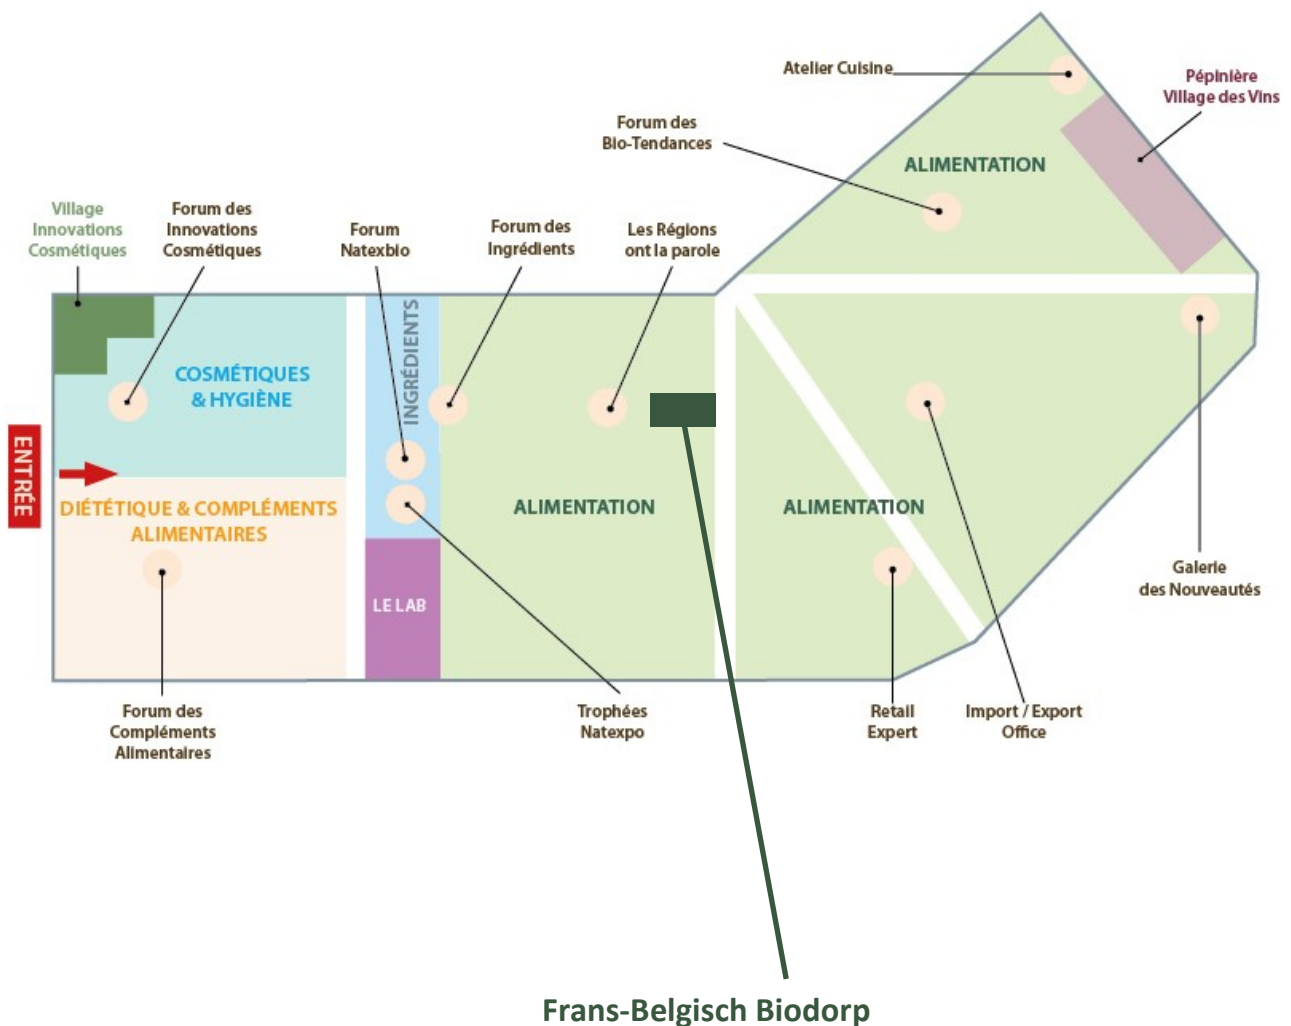 Atelier Cuisine
Pépinière
Village des Vins
Forum des
Bio-Tendances
ALIMENTATION
Village
Innovations
Cosmétiques
Forum des
Innovations
Cosmétiques
Forum
Natexbio
Forum des
Ingrédients
Les Régions
ont la parole
INGRÉDIENTS
COSMÉTIQUES
& HYGIÈNE
ENTRÉE
DIÉTÉTIQUE & COMPLÉMENTS
ALIMENTAIRES
ALIMENTATION
ALIMENTATION
LE LAB
Galerie
des Nouveautés
Forum des
Compléments
Alimentaires
Trophées
Natexpo
Retail
Expert
Import / Export
Office
Frans-Belgisch Biodorp